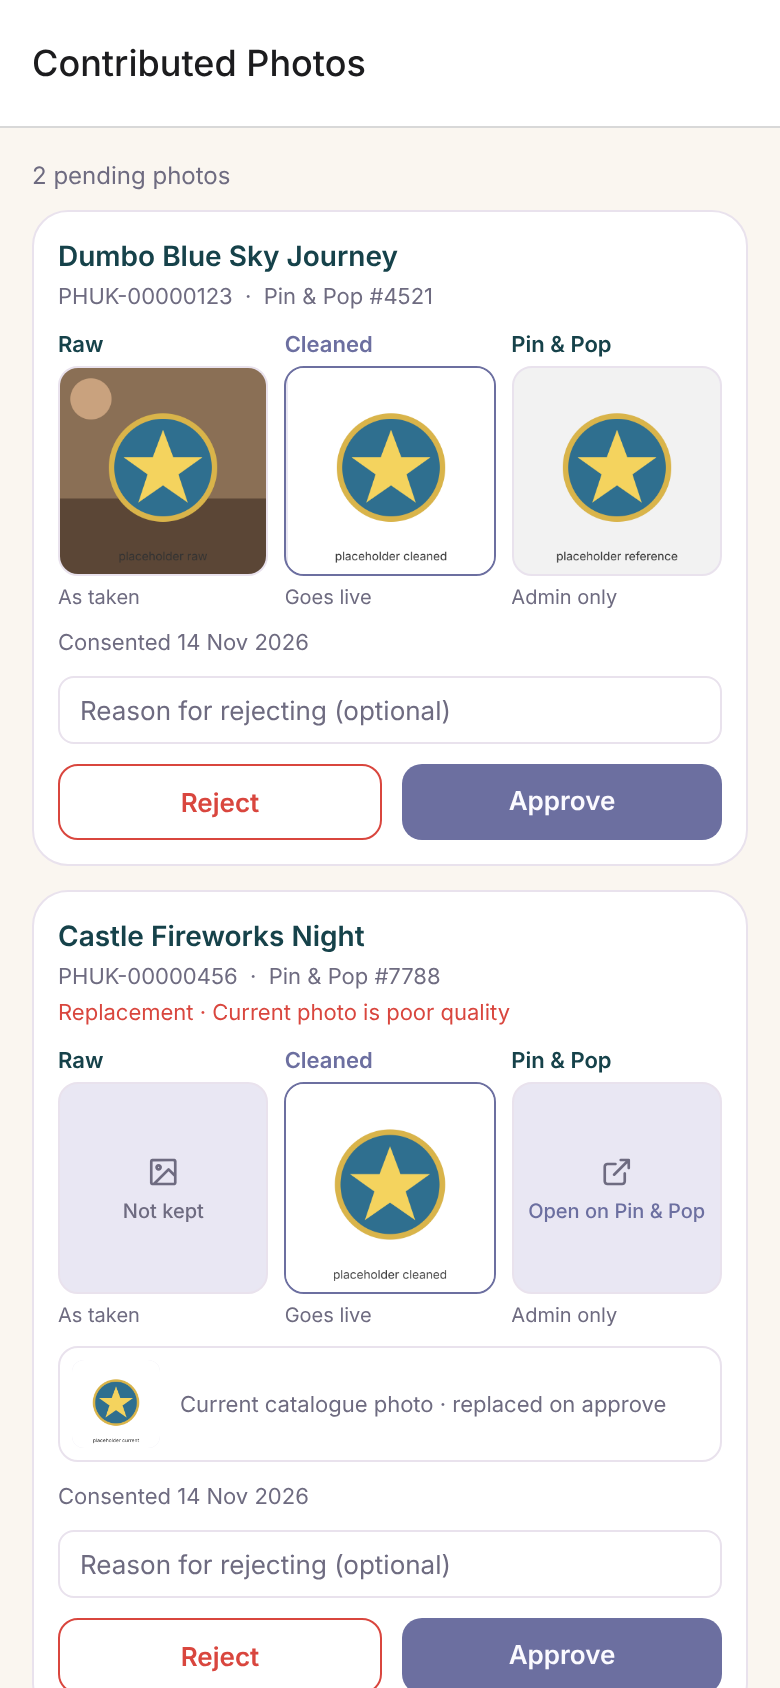 Contributed Photos
2 pending photos
Dumbo Blue Sky Journey
PHUK-00000123 · Pin & Pop #4521
Raw Cleaned Pin & Pop
placeholder raw placeholder cleaned placeholder reference
As taken Goes live Admin only
Consented 14 Nov 2026
Reason for rejecting (optional)
Reject Approve
Castle Fireworks Night
PHUK-00000456 · Pin & Pop #7788
Replacement · Current photo is poor quality
Raw Cleaned Pin & Pop
Not kept Open on Pin & Pop
placeholder cleaned
As taken Goes live Admin only
Current catalogue photo · replaced on approve
placeholder current
Consented 14 Nov 2026
Reason for rejecting (optional)
Reject Approve